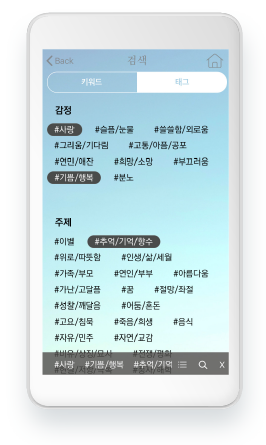 Back 검색
키워드 태그
감정
#사랑 #슬픔/눈물 #쓸쓸함/외로움
#그리움/기다림 #고통/아픔/공포
#연민/애잔 #희망/소망 #부끄러움
#기쁨/행복 #분노
주제
#이별 #추억/기억/향수
#위로/따뜻함 #인생/삶/세월
#가족/부모 #연인/부부 #아름다움
#가난/고달픔 #꿈 #절망/좌절
#성찰/깨달음 #어둠/혼돈
#고요/침묵 #죽음/희생 #음식
#자유/민주 #자연/교감
#사랑 #기쁨/행복 #추억/기억 X